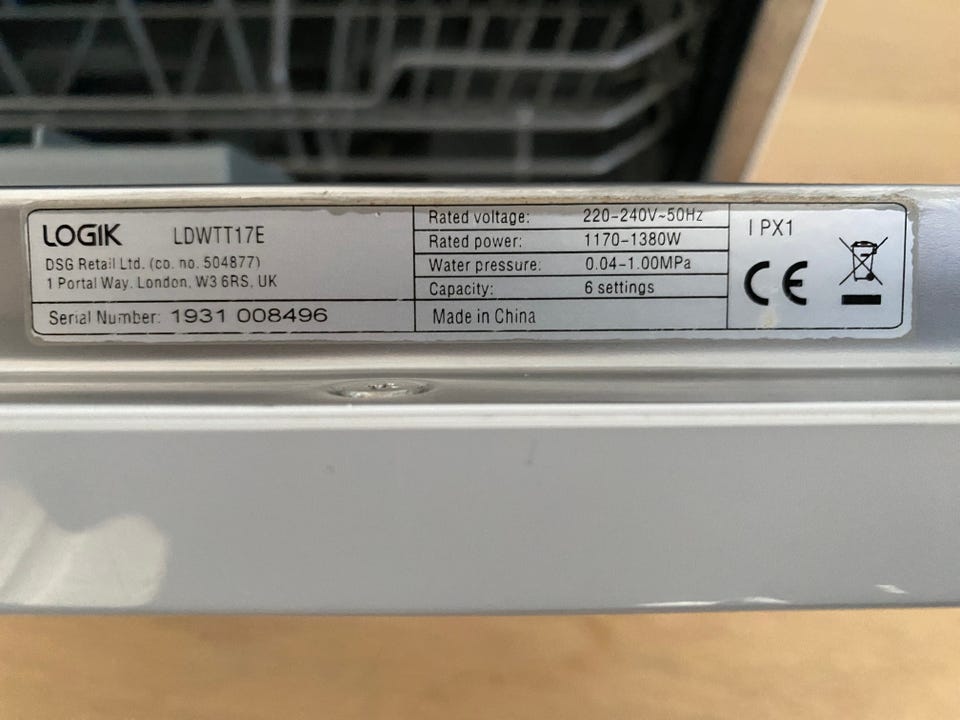 LOGIK LDWTT17E
DSG Retail Ltd. (co. no. 504877)
1 Portal Way. London, W3 6RS, UK
Serial Number: 1931 008496
Rated voltage: 220-240V~50Hz
Rated power: 1170-1380W
Water pressure: 0.04-1.00MPa
Capacity: 6 settings
Made in China
IPX1
CE